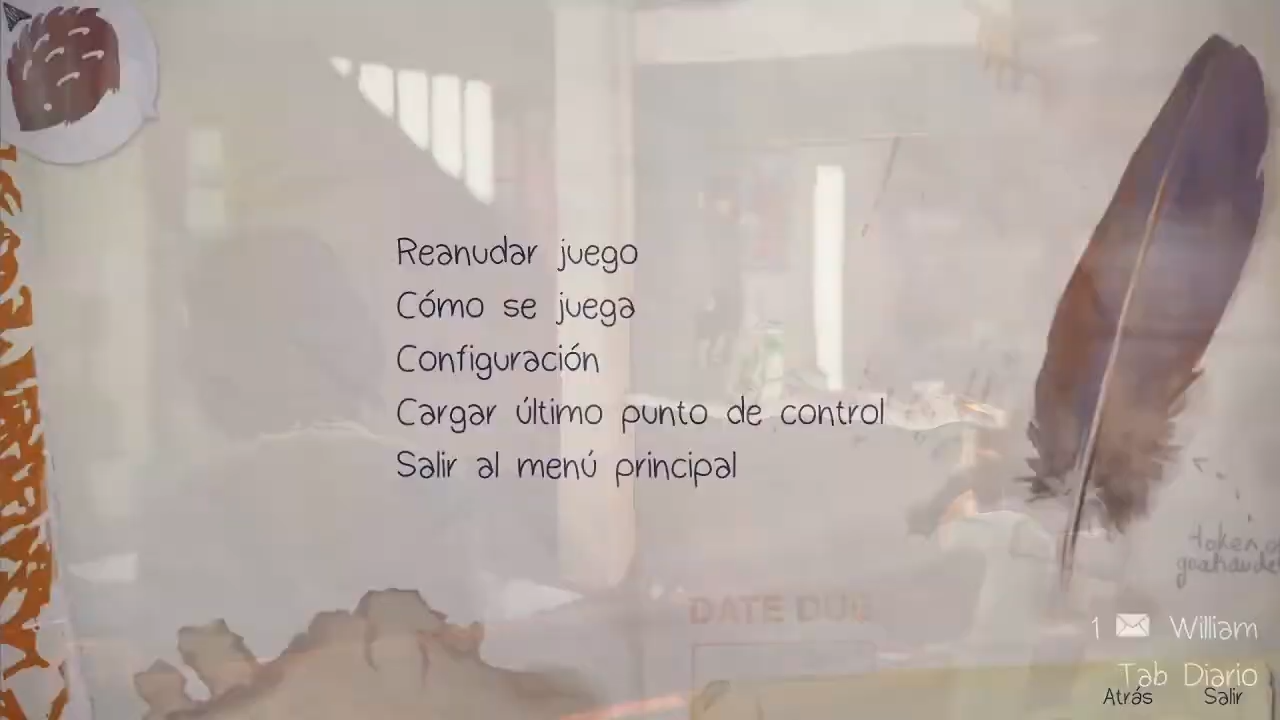 Reanudar juego
Cómo se juega
Configuración
Cargar último punto de control
Salir al menú principal
DATE DUE
1 William
Tab Diario
Atrás Salir